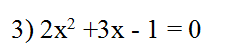 3) 2x² +3x - 1 = 0